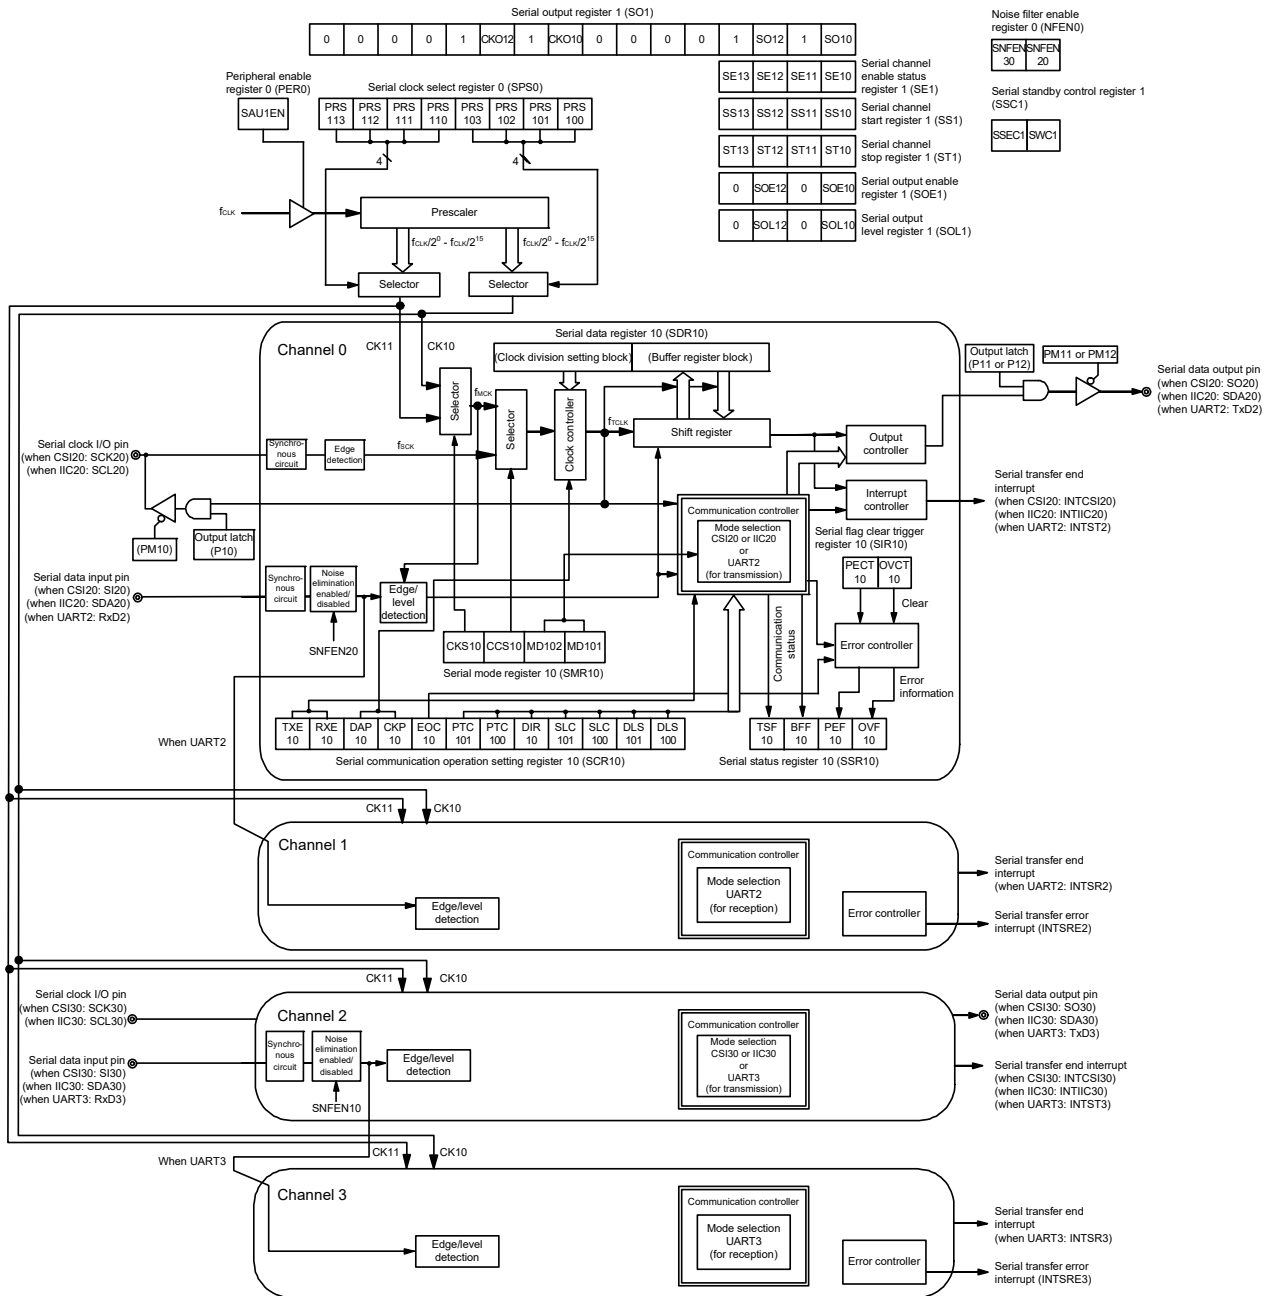 Serial output register 1 (SO1)
0 0 0 0 1 CKO12 1 CKO10 0 0 0 0 1 SO12 1 SO10
Noise filter enable
register 0 (NFEN0)
SNFEN SNFEN
30 20
Peripheral enable
register 0 (PER0)
SAU1EN
Serial clock select register 0 (SPS0)
PRS PRS PRS PRS PRS PRS PRS PRS
113 112 111 110 103 102 101 100
4 4
SE13 SE12 SE11 SE10
Serial channel
enable status
register 1 (SE1)
SS13 SS12 SS11 SS10
Serial channel
start register 1 (SS1)
ST13 ST12 ST11 ST10
Serial channel
stop register 1 (ST1)
0 SOE12 0 SOE10
Serial output enable
register 1 (SOE1)
0 SOL12 0 SOL10
Serial output
level register 1 (SOL1)
Serial standby control register 1
(SSC1)
SSEC1 SWC1
fCLK
Prescaler
fCLK/2⁰ - fCLK/2¹⁵
fCLK/2⁰ - fCLK/2¹⁵
Selector
Selector
Channel 0
CK11
CK10
Serial data register 10 (SDR10)
(Clock division setting block)
(Buffer register block)
Selector
fMCK
Selector
Clock controller
fTCLK
Shift register
Output
controller
Interrupt
controller
Output latch
(P11 or P12)
PM11 or PM12
Serial data output pin
(when CSI20: SO20)
(when IIC20: SDA20)
(when UART2: TxD2)
Serial clock I/O pin
(when CSI20: SCK20)
(when IIC20: SCL20)
Synchro-
nous
circuit
Edge
detection
fSCK
(PM10)
Output latch
(P10)
Serial transfer end
interrupt
(when CSI20: INTCSI20)
(when IIC20: INTIIC20)
(when UART2: INTST2)
Communication controller
Mode selection
CSI20 or IIC20
or
UART2
(for transmission)
Serial flag clear trigger
register 10 (SIR10)
PECT OVCT
10 10
Clear
Error controller
Error
information
Communication
status
Serial data input pin
(when CSI20: SI20)
(when IIC20: SDA20)
(when UART2: RxD2)
Synchro-
nous
circuit
Noise
elimination
enabled/
disabled
SNFEN20
Edge/
level
detection
CKS10 CCS10 MD102 MD101
Serial mode register 10 (SMR10)
When UART2
TXE RXE DAP CKP EOC PTC PTC DIR SLC SLC DLS DLS
10 10 10 10 10 101 100 10 101 100 101 100
Serial communication operation setting register 10 (SCR10)
TSF BFF PEF OVF
10 10 10 10
Serial status register 10 (SSR10)
CK11
CK10
Channel 1
Edge/level
detection
Communication controller
Mode selection
UART2
(for reception)
Error controller
Serial transfer end
interrupt
(when UART2: INTSR2)
Serial transfer error
interrupt (INTSRE2)
CK11
CK10
Serial clock I/O pin
(when CSI30: SCK30)
(when IIC30: SCL30)
Channel 2
Serial data input pin
(when CSI30: SI30)
(when IIC30: SDA30)
(when UART3: RxD3)
Synchro-
nous
circuit
Noise
elimination
enabled/
disabled
SNFEN10
Edge/level
detection
Communication controller
Mode selection
CSI30 or IIC30
or
UART3
(for transmission)
Serial data output pin
(when CSI30: SO30)
(when IIC30: SDA30)
(when UART3: TxD3)
Serial transfer end interrupt
(when CSI30: INTCSI30)
(when IIC30: INTIIC30)
(when UART3: INTST3)
When UART3
CK11
CK10
Channel 3
Edge/level
detection
Communication controller
Mode selection
UART3
(for reception)
Error controller
Serial transfer end
interrupt
(when UART3: INTSR3)
Serial transfer error
interrupt (INTSRE3)